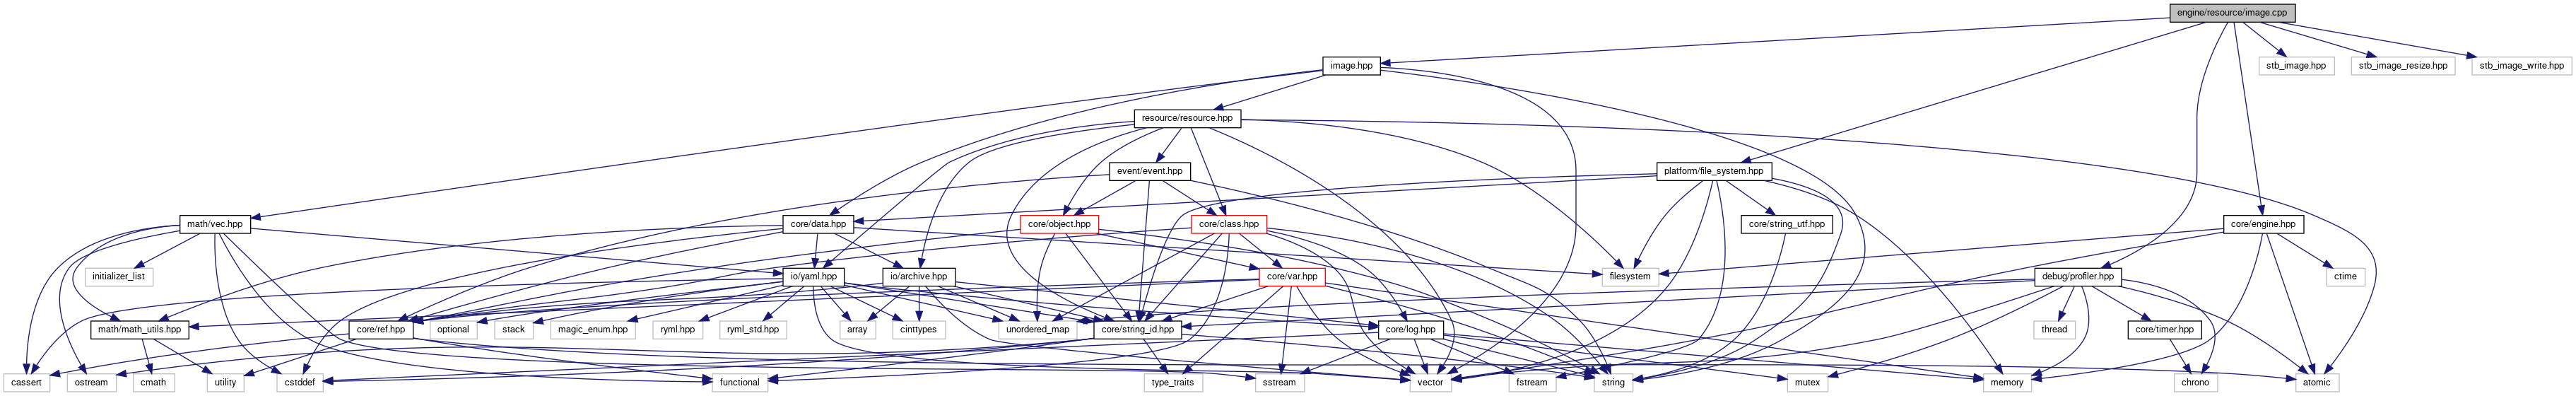 engine/resource/image.cpp
image.hpp
stb_image.hpp
stb_image_resize.hpp
stb_image_write.hpp
resource/resource.hpp
event/event.hpp
platform/file_system.hpp
math/vec.hpp
core/data.hpp
core/object.hpp
core/class.hpp
core/string_utf.hpp
core/engine.hpp
initializer_list
io/yaml.hpp
io/archive.hpp
core/var.hpp
filesystem
debug/profiler.hpp
ctime
math/math_utils.hpp
core/ref.hpp
optional
stack
magic_enum.hpp
ryml.hpp
ryml_std.hpp
array
cinttypes
unordered_map
core/string_id.hpp
core/log.hpp
thread
core/timer.hpp
cassert
ostream
cmath
utility
cstddef
functional
type_traits
sstream
vector
fstream
string
mutex
memory
chrono
atomic